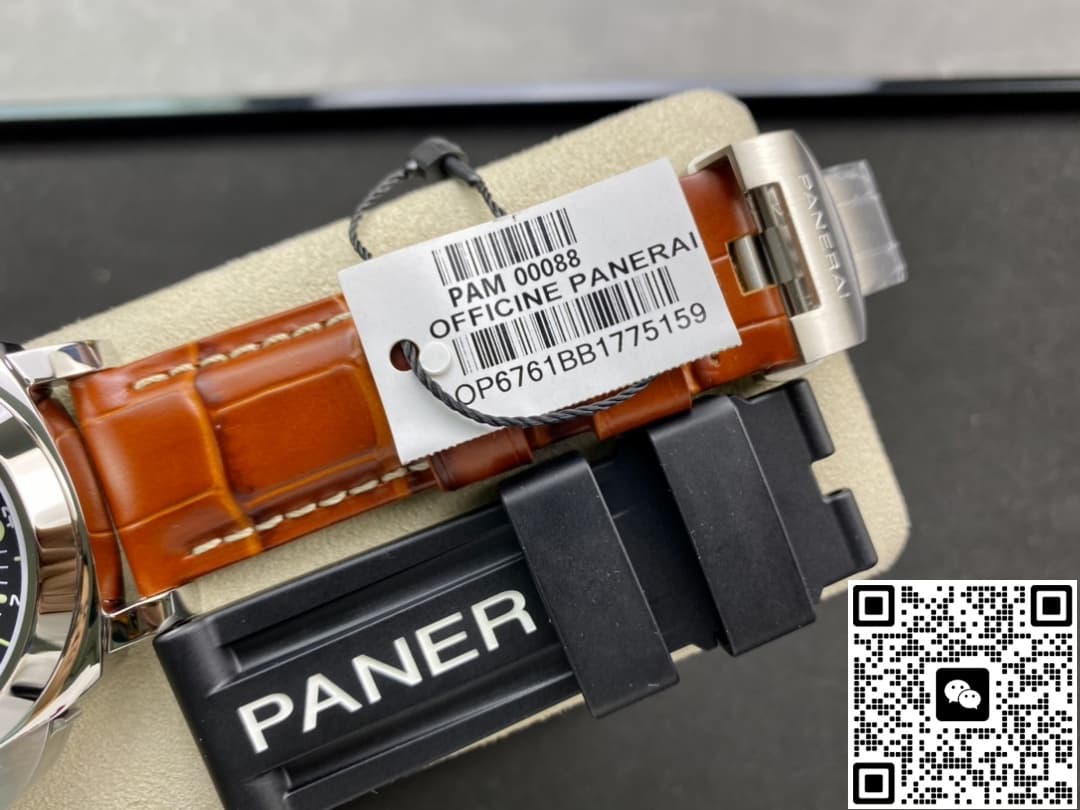 PAM 00088
OFFICINE PANERAI
OP6761BB1775159
PANERAI
PANER